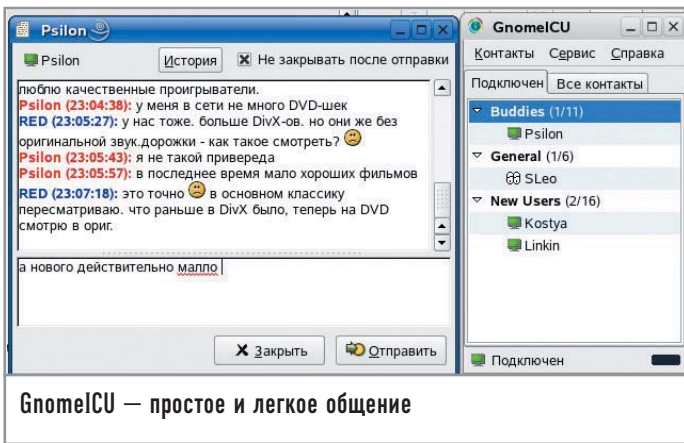 Psilon
Psilon
История
Не закрывать после отправки
люблю качественные проигрыватели.
Psilon (23:04:38): у меня в сети не много DVD-шек
RED (23:05:27): у нас тоже. больше DivX-ов. но они же без
оригинальной звук.дорожки - как такое смотреть?
Psilon (23:05:43): я не такой привереда
Psilon (23:05:57): в последнее время мало хороших фильмов
RED (23:07:18): это точно в основном классику
пересматриваю. что раньше в DivX было, теперь на DVD
смотрю в ориг.
а нового действительно малло
Закрыть
Отправить
GnomeICU
Контакты Сервис Справка
Подключен Все контакты
Buddies (1/11)
Psilon
General (1/6)
SLeo
New Users (2/16)
Kostya
Linkin
Подключен
GnomeICU — простое и легкое общение